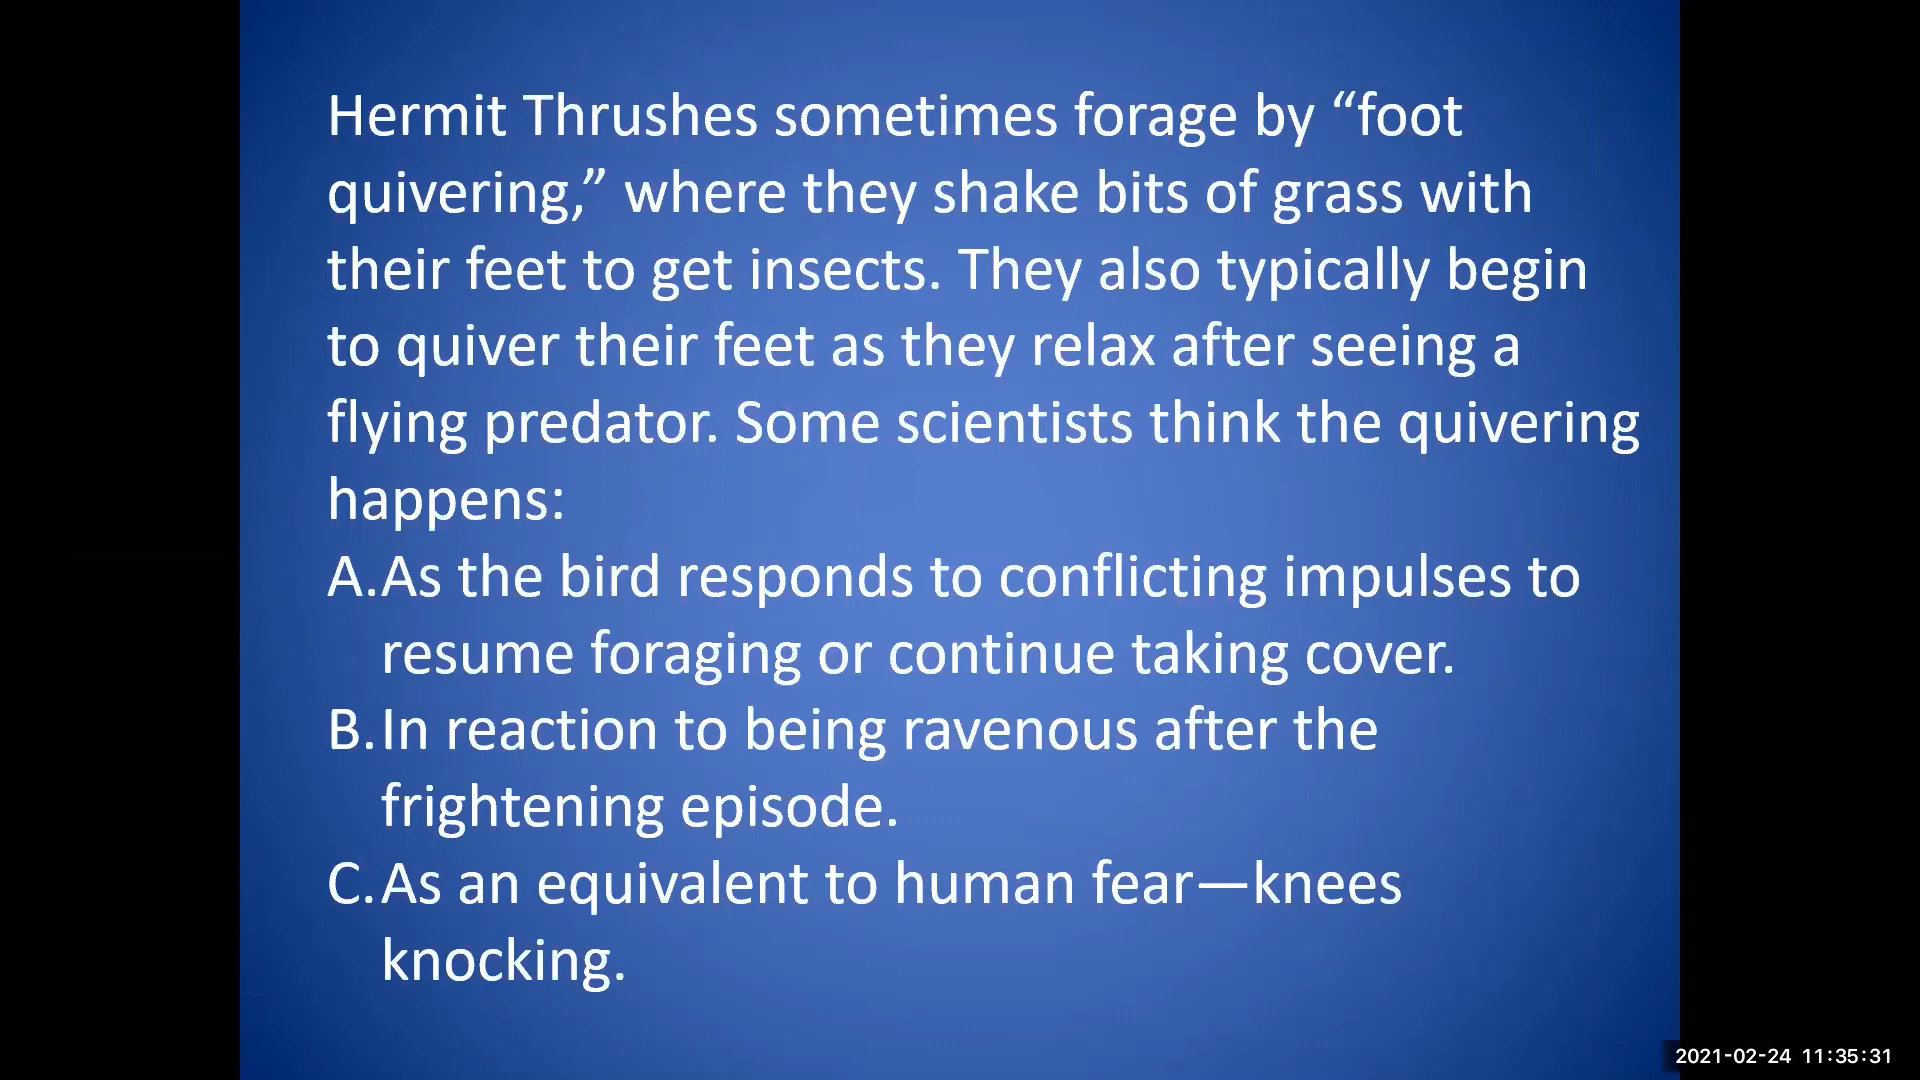 Hermit Thrushes sometimes forage by “foot
quivering,” where they shake bits of grass with
their feet to get insects. They also typically begin
to quiver their feet as they relax after seeing a
flying predator. Some scientists think the quivering
happens:
A. As the bird responds to conflicting impulses to
resume foraging or continue taking cover.
B. In reaction to being ravenous after the
frightening episode.
C. As an equivalent to human fear—knees
knocking.
2021-02-24 11:35:31